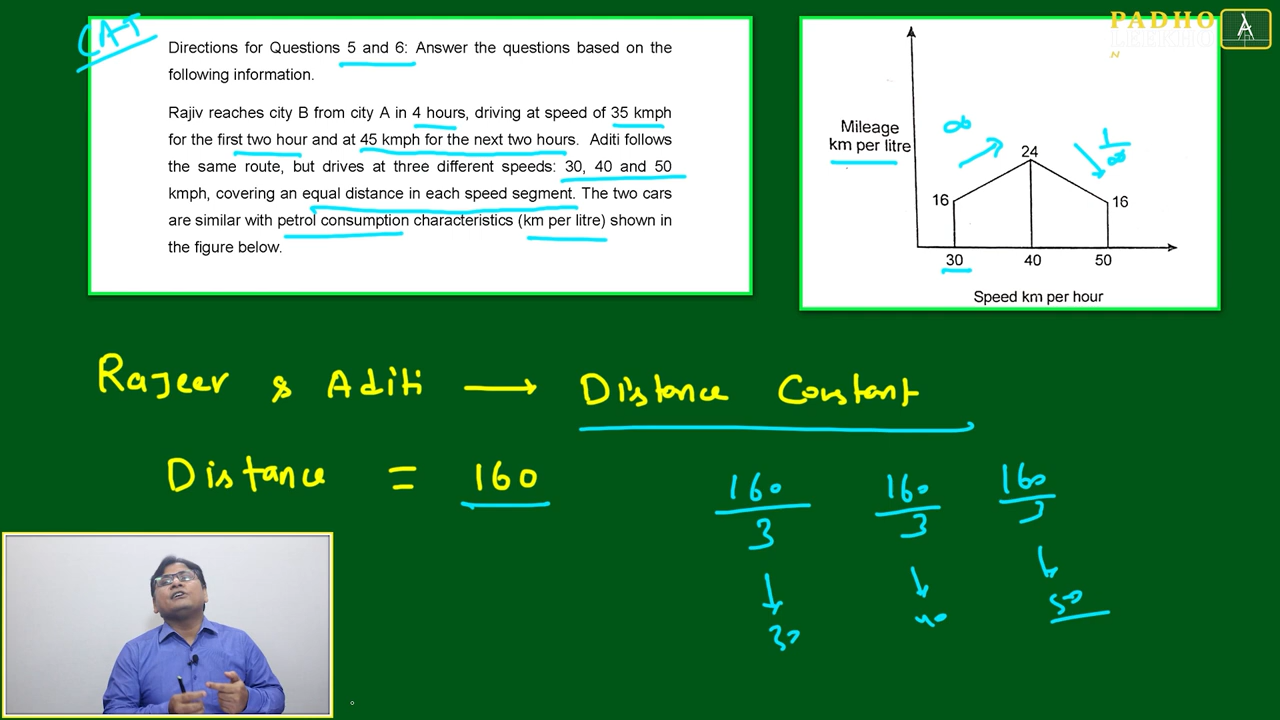 CAT
Directions for Questions 5 and 6: Answer the questions based on the
following information.
Rajiv reaches city B from city A in 4 hours, driving at speed of 35 kmph
for the first two hour and at 45 kmph for the next two hours. Aditi follows
the same route, but drives at three different speeds: 30, 40 and 50
kmph, covering an equal distance in each speed segment. The two cars
are similar with petrol consumption characteristics (km per litre) shown in
the figure below.
PADHO
LEEKHO
N
Mileage
km per litre
∝
1/∝
24
16
16
30 40 50
Speed km per hour
Rajeev & Aditi → Distance Constant
Distance = 160
160/3 160/3 160/3
30 40 50